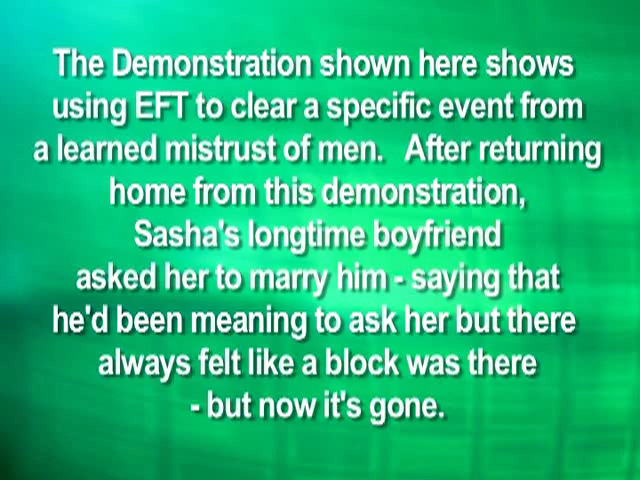 The Demonstration shown here shows
using EFT to clear a specific event from
a learned mistrust of men.   After returning
home from this demonstration,
Sasha's longtime boyfriend
asked her to marry him - saying that
he'd been meaning to ask her but there
always felt like a block was there
- but now it's gone.